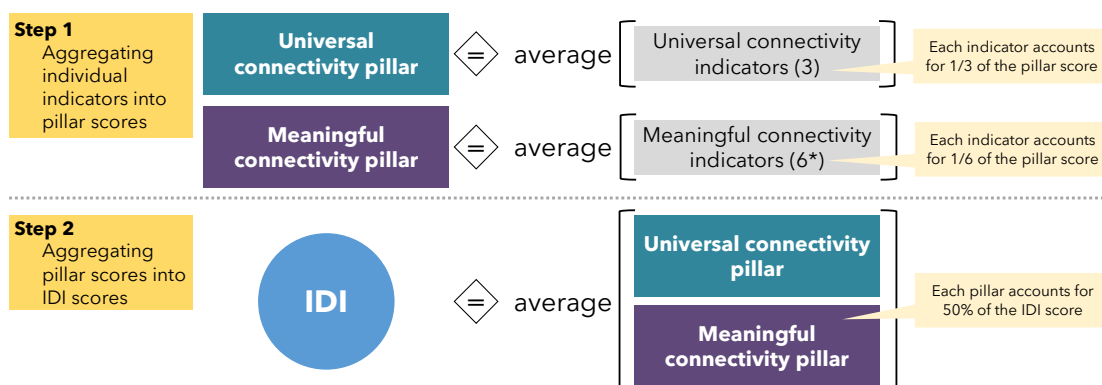 Step 1
Aggregating
individual
indicators into
pillar scores
Universal
connectivity pillar
=
average
Universal connectivity
indicators (3)
Each indicator accounts
for 1/3 of the pillar score
Meaningful
connectivity pillar
=
average
Meaningful connectivity
indicators (6*)
Each indicator accounts
for 1/6 of the pillar score
Step 2
Aggregating
pillar scores into
IDI scores
IDI
=
average
Universal connectivity
pillar
Meaningful
connectivity pillar
Each pillar accounts for
50% of the IDI score